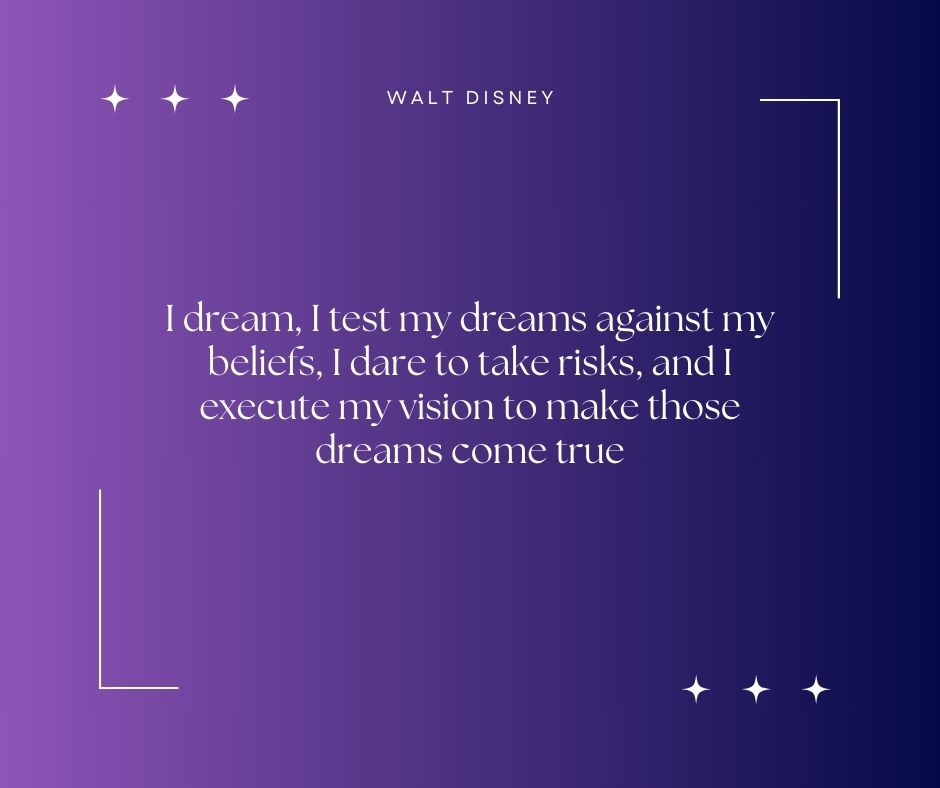 WALT DISNEY
I dream, I test my dreams against my
beliefs, I dare to take risks, and I
execute my vision to make those
dreams come true